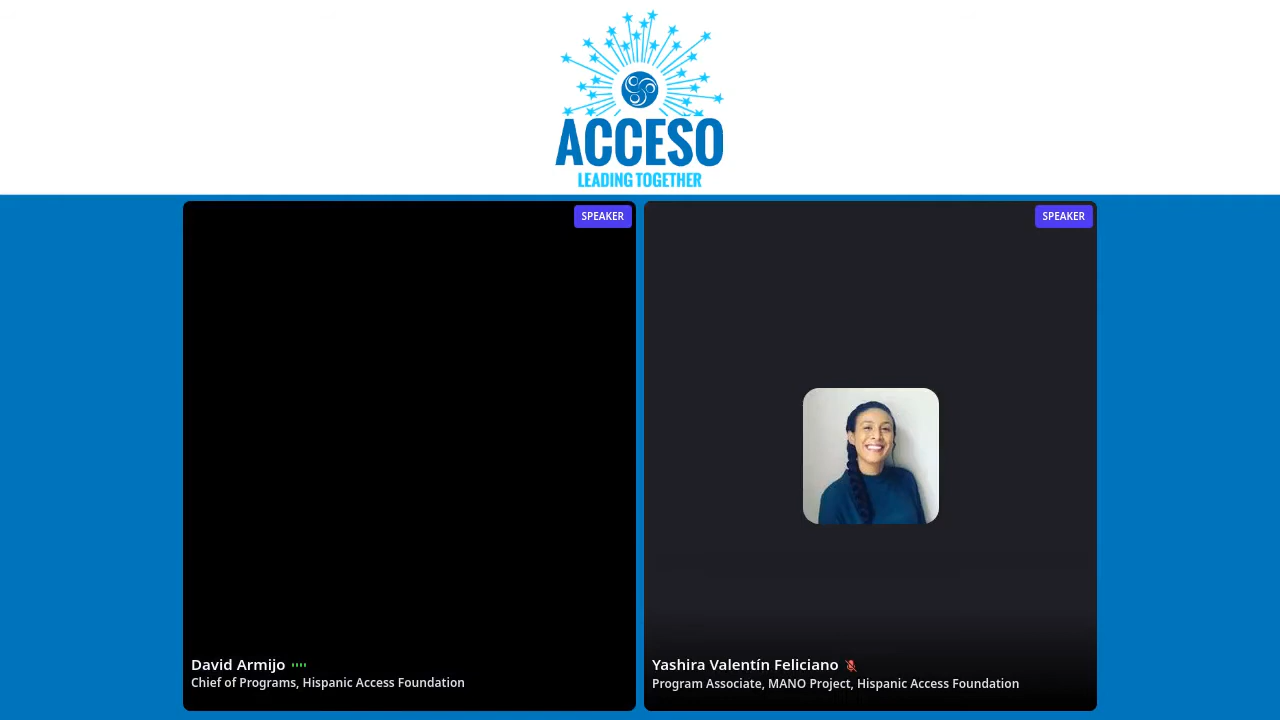 ACCESO
LEADING TOGETHER
SPEAKER
SPEAKER
David Armijo
Chief of Programs, Hispanic Access Foundation
Yashira Valentín Feliciano
Program Associate, MANO Project, Hispanic Access Foundation